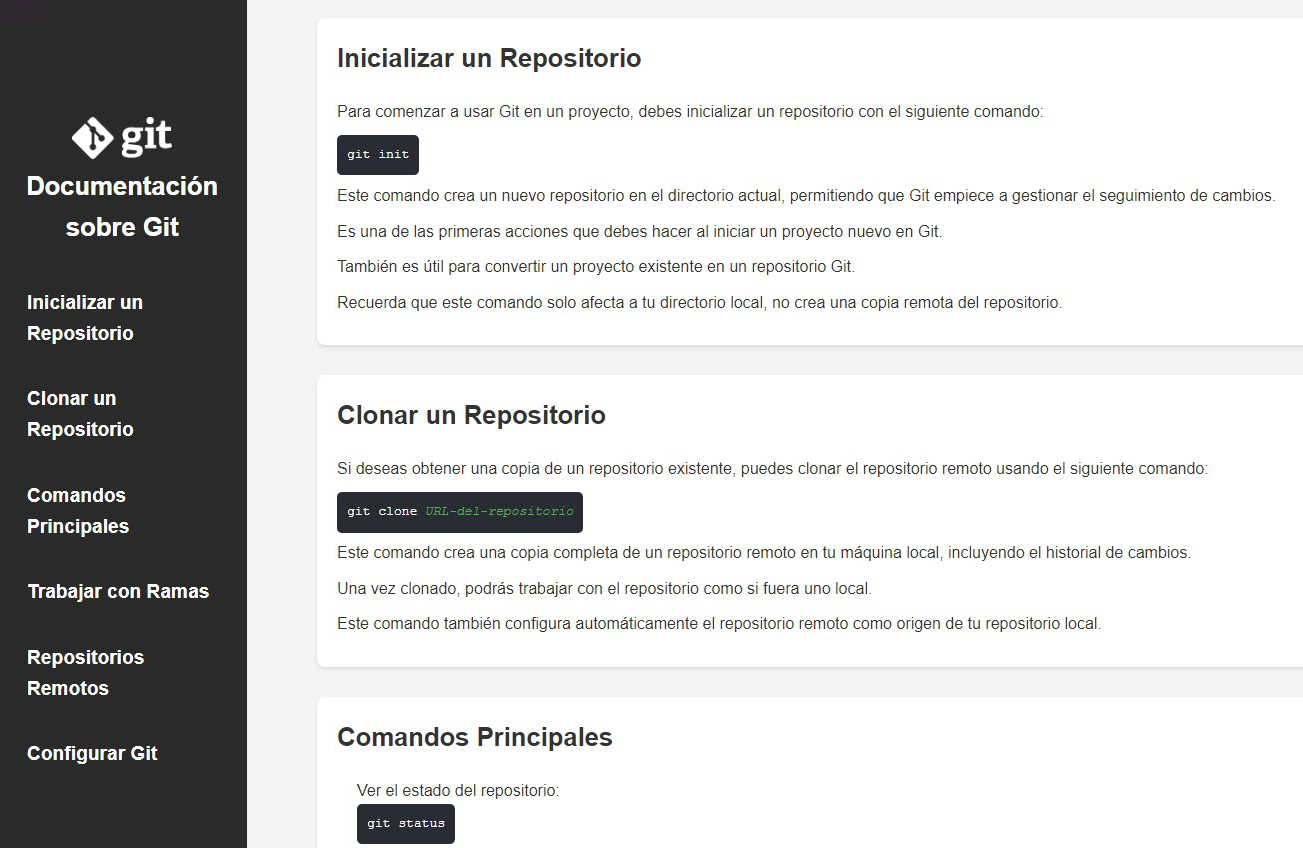 git
Documentación
sobre Git
Inicializar un
Repositorio
Clonar un
Repositorio
Comandos
Principales
Trabajar con Ramas
Repositorios
Remotos
Configurar Git
Inicializar un Repositorio
Para comenzar a usar Git en un proyecto, debes inicializar un repositorio con el siguiente comando:
git init
Este comando crea un nuevo repositorio en el directorio actual, permitiendo que Git empiece a gestionar el seguimiento de cambios.
Es una de las primeras acciones que debes hacer al iniciar un proyecto nuevo en Git.
También es útil para convertir un proyecto existente en un repositorio Git.
Recuerda que este comando solo afecta a tu directorio local, no crea una copia remota del repositorio.
Clonar un Repositorio
Si deseas obtener una copia de un repositorio existente, puedes clonar el repositorio remoto usando el siguiente comando:
git clone URL-del-repositorio
Este comando crea una copia completa de un repositorio remoto en tu máquina local, incluyendo el historial de cambios.
Una vez clonado, podrás trabajar con el repositorio como si fuera uno local.
Este comando también configura automáticamente el repositorio remoto como origen de tu repositorio local.
Comandos Principales
Ver el estado del repositorio:
git status